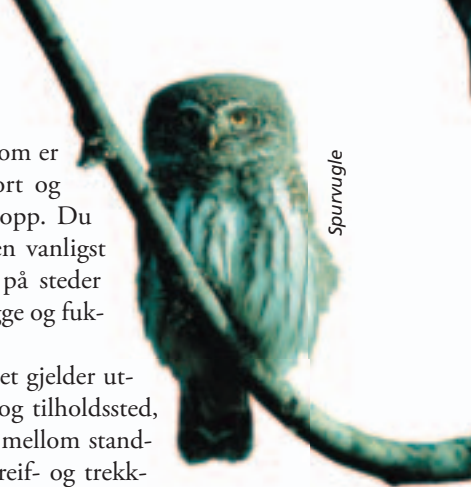 om er
ort og
opp. Du
en vanligst
på steder
gge og fuk-
et gjelder ut-
og tilholdssted,
mellom stand-
reif- og trekk-
Spurvugle